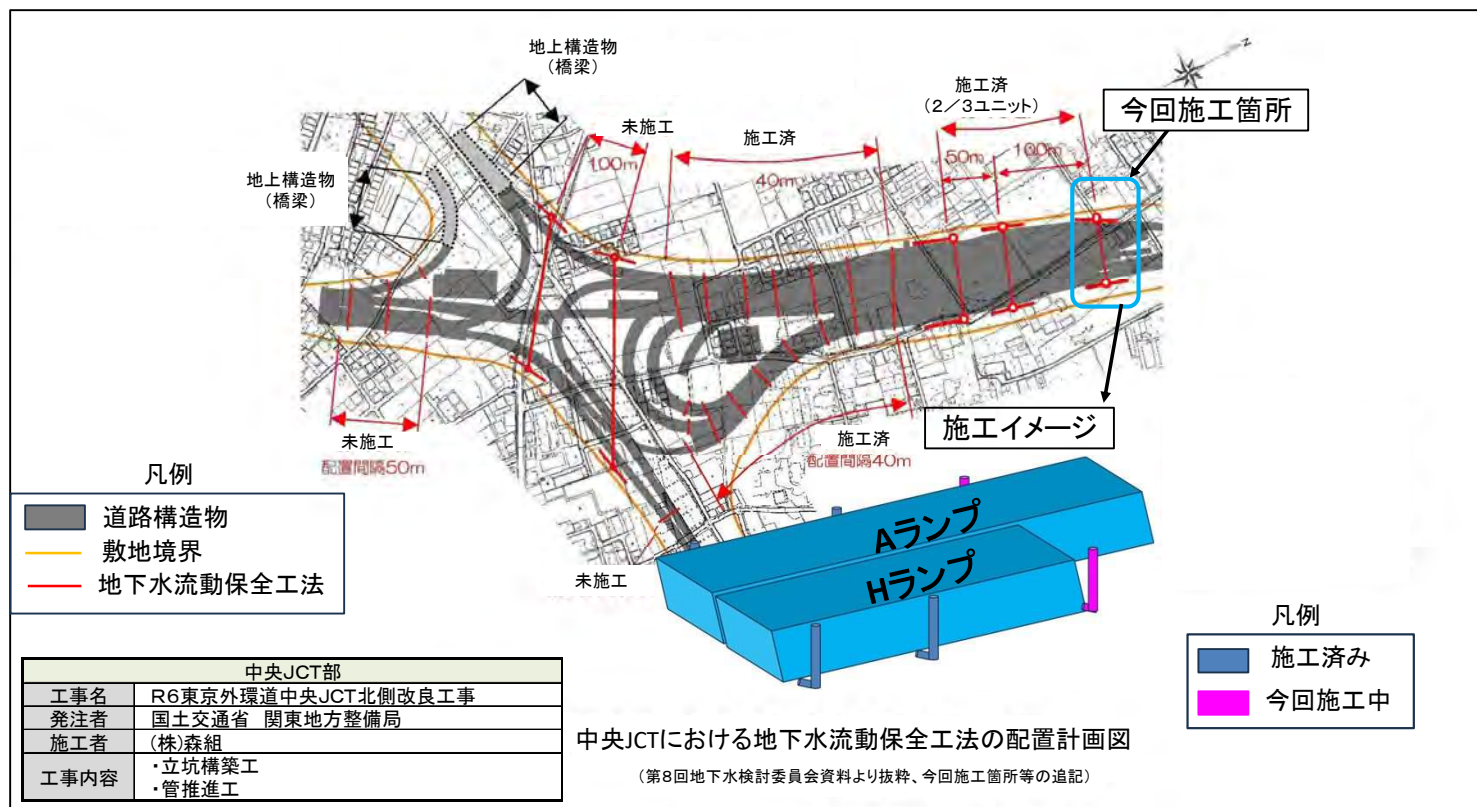 地上構造物
(橋梁)
N
施工済
(2/3ユニット)
今回施工箇所
未施工
施工済
100m
50m
100m
40m
地上構造物
(橋梁)
施工イメージ
未施工
配置間隔50m
施工済
配置間隔40m
凡例
道路構造物
敷地境界
地下水流動保全工法
未施工
Aランプ
Hランプ
凡例
施工済み
今回施工中
中央JCT部
工事名 R6東京外環道中央JCT北側改良工事
発注者 国土交通省 関東地方整備局
施工者 (株)森組
工事内容 ・立坑構築工
・管推進工
中央JCTにおける地下水流動保全工法の配置計画図
(第8回地下水検討委員会資料より抜粋、今回施工箇所等の追記)